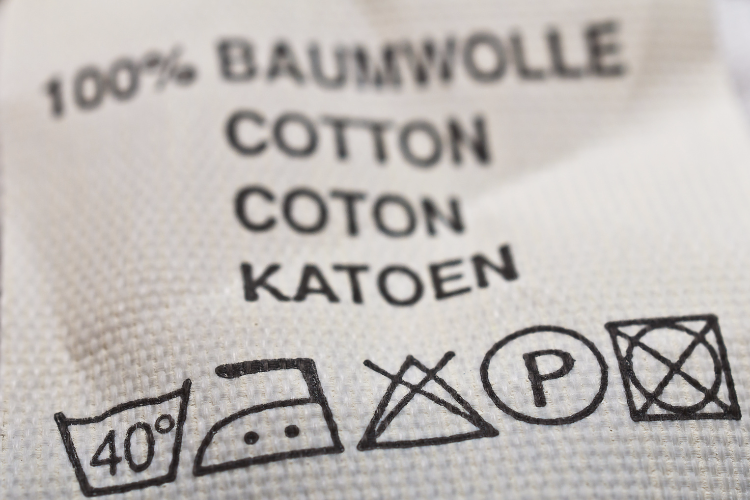 100% BAUMWOLLE
COTTON
COTON
KATOEN
40° P